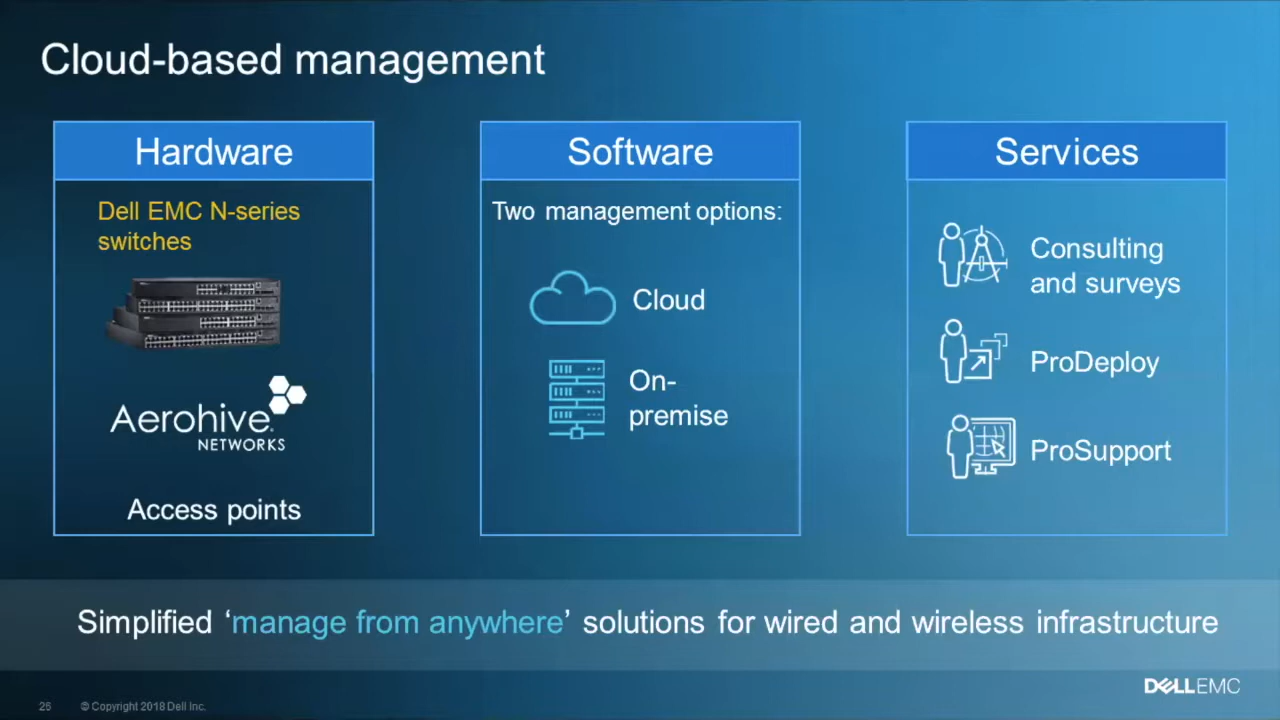 Cloud-based management
Hardware
Dell EMC N-series
switches
Aerohive
NETWORKS
Access points
Software
Two management options:
Cloud
On-
premise
Services
Consulting
and surveys
ProDeploy
ProSupport
Simplified ‘manage from anywhere’ solutions for wired and wireless infrastructure
DELLEMC
26 © Copyright 2018 Dell Inc.